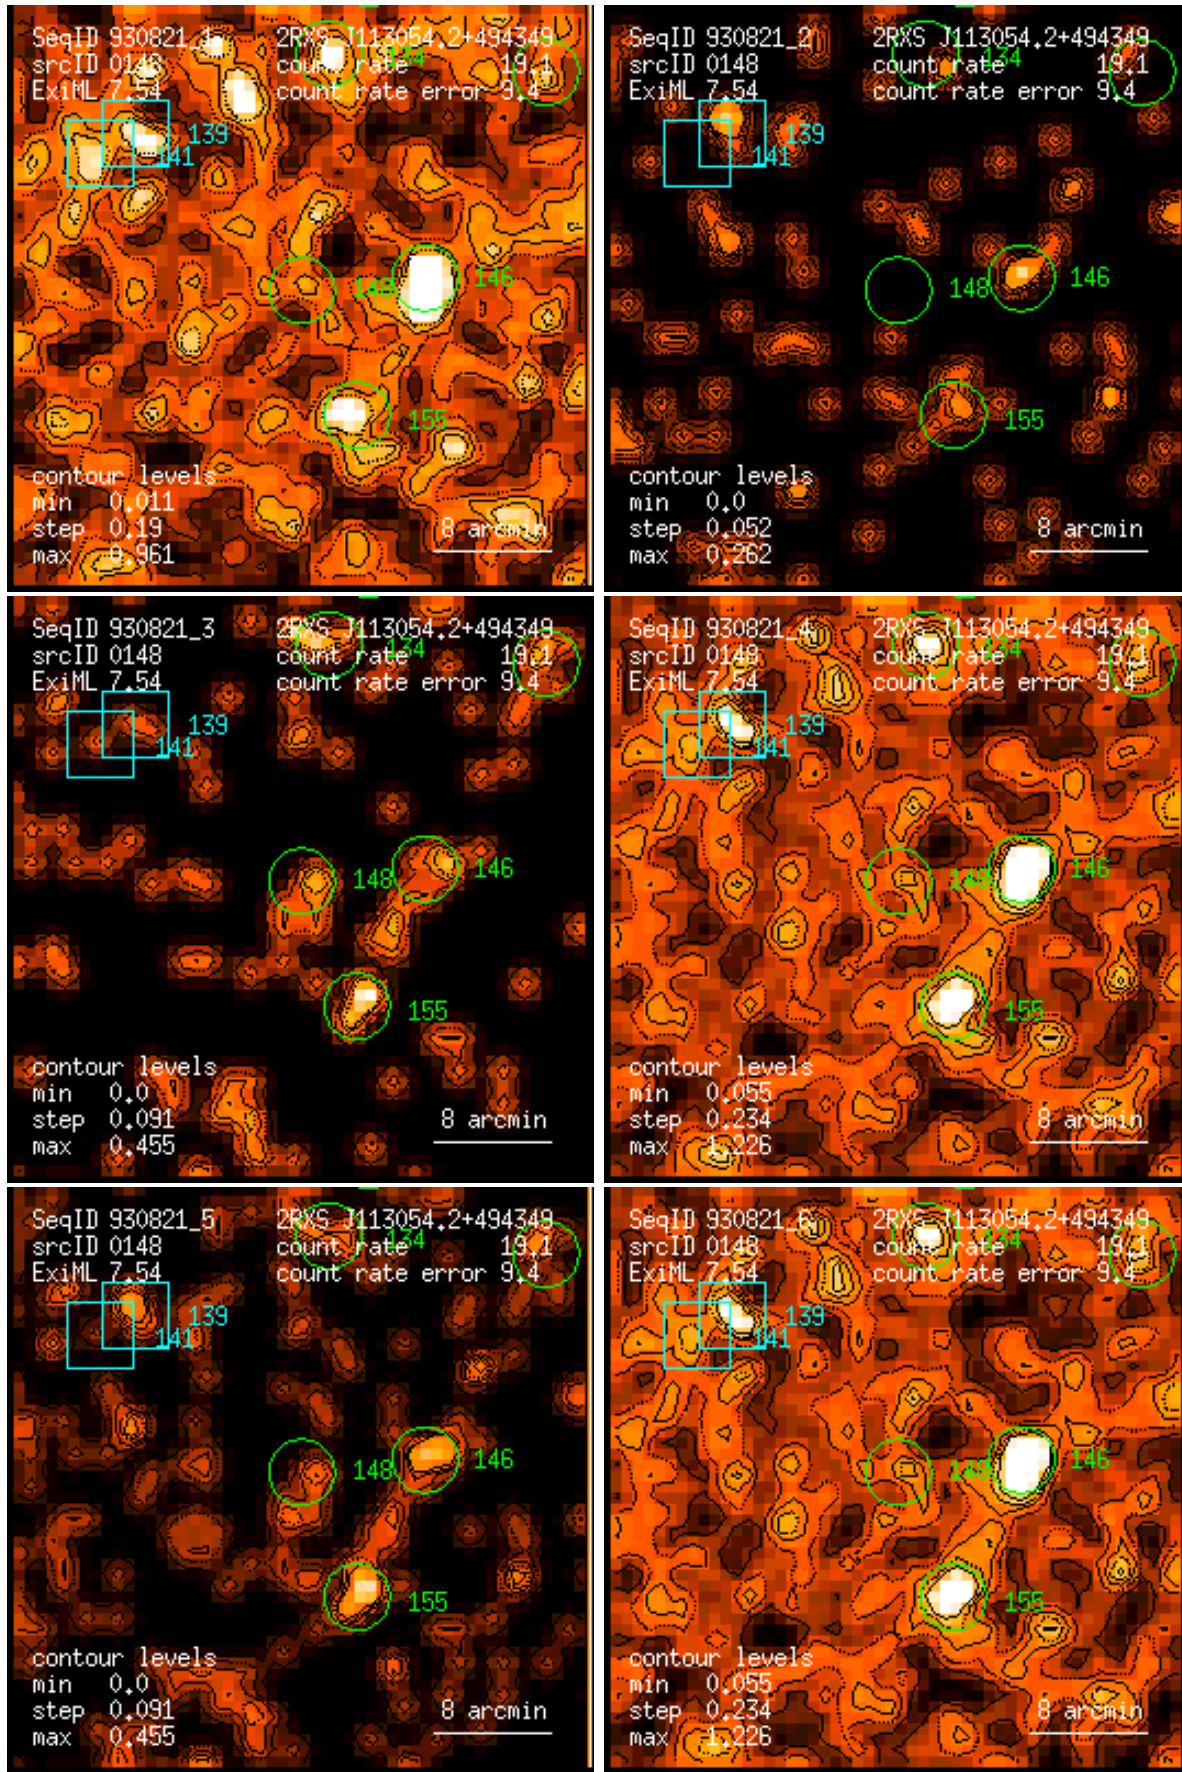 SeqID 930821_1 2RXS J113054.2+494349
srcID 0148 count rate 19.1
ExiML 7.54 count rate error 9.4
134
139
141
148
146
155
contour levels
min 0.011
step 0.19
max 0.961
8 arcmin
SeqID 930821_2 2RXS J113054.2+494349
srcID 0148 count rate 19.1
ExiML 7.54 count rate error 9.4
134
139
141
148
146
155
contour levels
min 0.0
step 0.052
max 0.262
8 arcmin
SeqID 930821_3 2RXS J113054.2+494349
srcID 0148 count rate 19.1
ExiML 7.54 count rate error 9.4
134
139
141
148
146
155
contour levels
min 0.0
step 0.091
max 0.455
8 arcmin
SeqID 930821_4 2RXS J113054.2+494349
srcID 0148 count rate 19.1
ExiML 7.54 count rate error 9.4
134
139
141
148
146
155
contour levels
min 0.055
step 0.234
max 1.226
8 arcmin
SeqID 930821_5 2RXS J113054.2+494349
srcID 0148 count rate 19.1
ExiML 7.54 count rate error 9.4
134
139
141
148
146
155
contour levels
min 0.0
step 0.091
max 0.455
8 arcmin
SeqID 930821_6 2RXS J113054.2+494349
srcID 0148 count rate 19.1
ExiML 7.54 count rate error 9.4
134
139
141
148
146
155
contour levels
min 0.055
step 0.234
max 1.226
8 arcmin